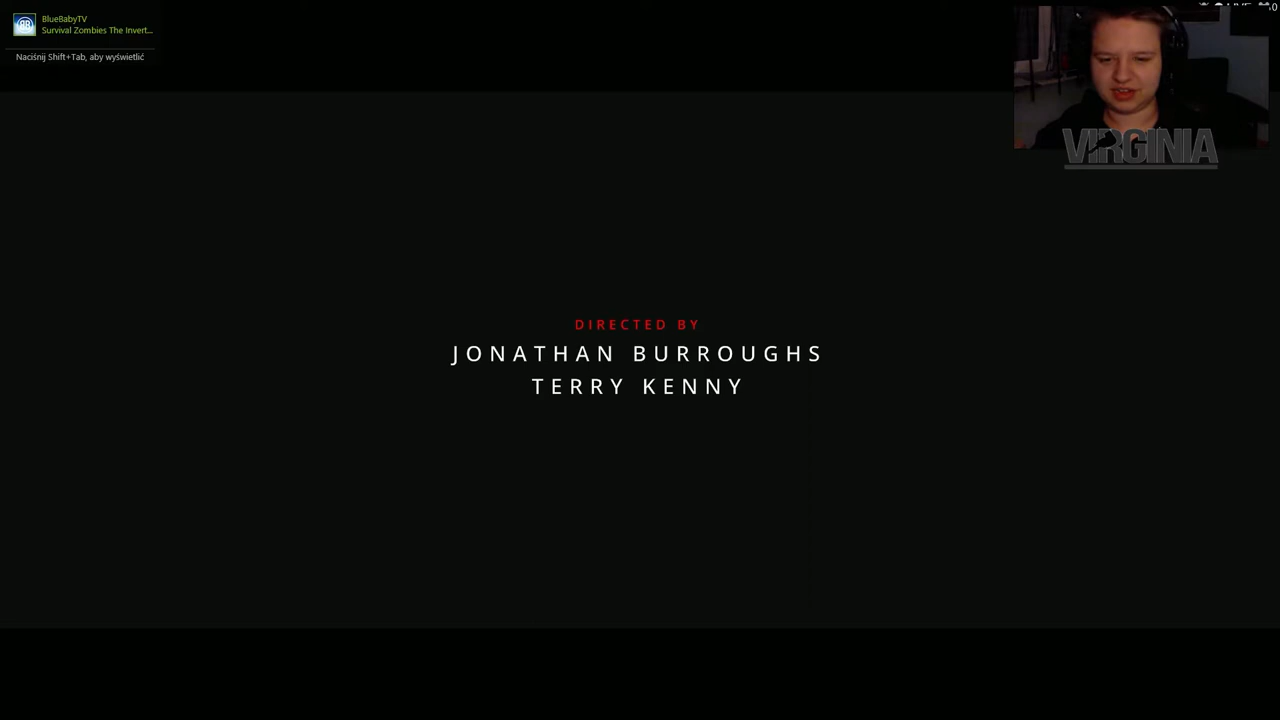 BlueBabyTV
Survival Zombies The Invert...
Naciśnij Shift+Tab, aby wyświetlić
VIRGINIA
DIRECTED BY
JONATHAN BURROUGHS
TERRY KENNY